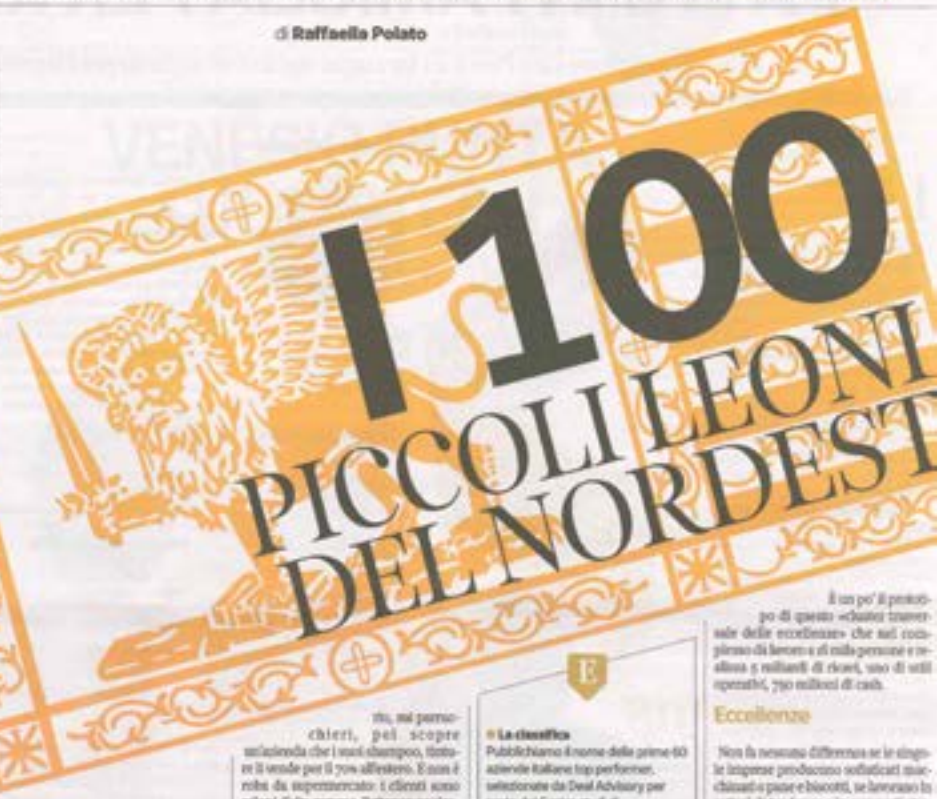 di Raffaella Polato
I 100
PICCOLI LEONI
DEL NORDEST
rio, sui parruc-
chieri, poi scopre
un'azienda che i suoi shampoo, tintu-
re li vende per il 70% all'estero. E non è
roba da supermercato: i clienti sono
E
La classifica
Pubblichiamo il nome delle prime 60
aziende italiane top performer,
selezionate da Deal Advisory per
È un po' il prototi-
po di questo «cluster trasver-
sale delle eccellenze» che nel com-
plesso dà lavoro a mila persone e re-
alizza 5 miliardi di ricavi, uno di utili
operativi, 790 milioni di cash.
Eccellenze
Non fa nessuna differenza se le singo-
le imprese producono sofisticati mac-
chinari o pane e biscotti, se lavorano in